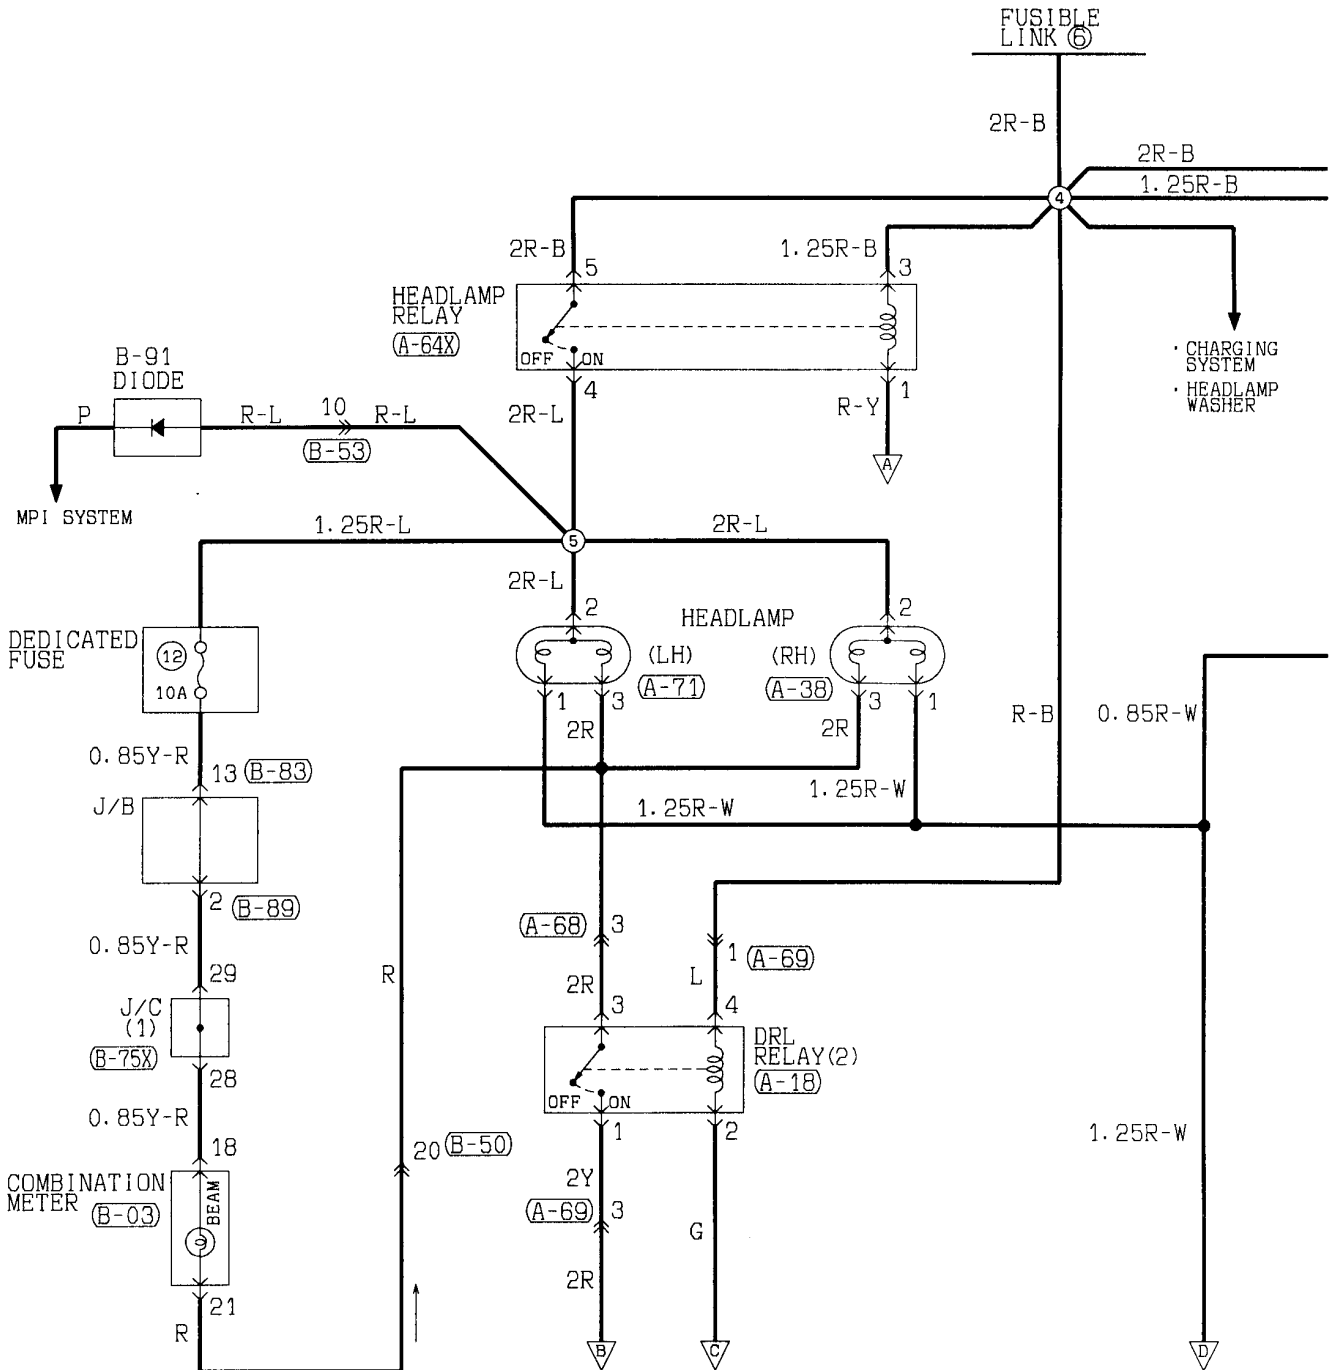 FUSIBLE
LINK ⑥
2R-B
2R-B
1.25R-B
4
2R-B
5
1.25R-B
3
HEADLAMP
RELAY
A-64X
OFF
ON
· CHARGING
SYSTEM
· HEADLAMP
WASHER
B-91
DIODE
4
1
P
R-L
10
R-L
2R-L
R-Y
B-53
A
MPI SYSTEM
1.25R-L
5
2R-L
2R-L
2
HEADLAMP
2
DEDICATED
FUSE
12
10A
(LH)
A-71
(RH)
A-38
1
3
3
1
2R
2R
R-B
0.85R-W
0.85Y-R
13
B-83
J/B
1.25R-W
1.25R-W
2
B-89
0.85Y-R
A-68
3
1
A-69
29
R
2R
L
J/C
(1)
B-75X
3
4
DRL
RELAY(2)
A-18
28
OFF
ON
0.85Y-R
1
2
1.25R-W
18
20
B-50
COMBINATION
METER
B-03
BEAM
2Y
A-69
3
G
2R
21
R
B
C
D